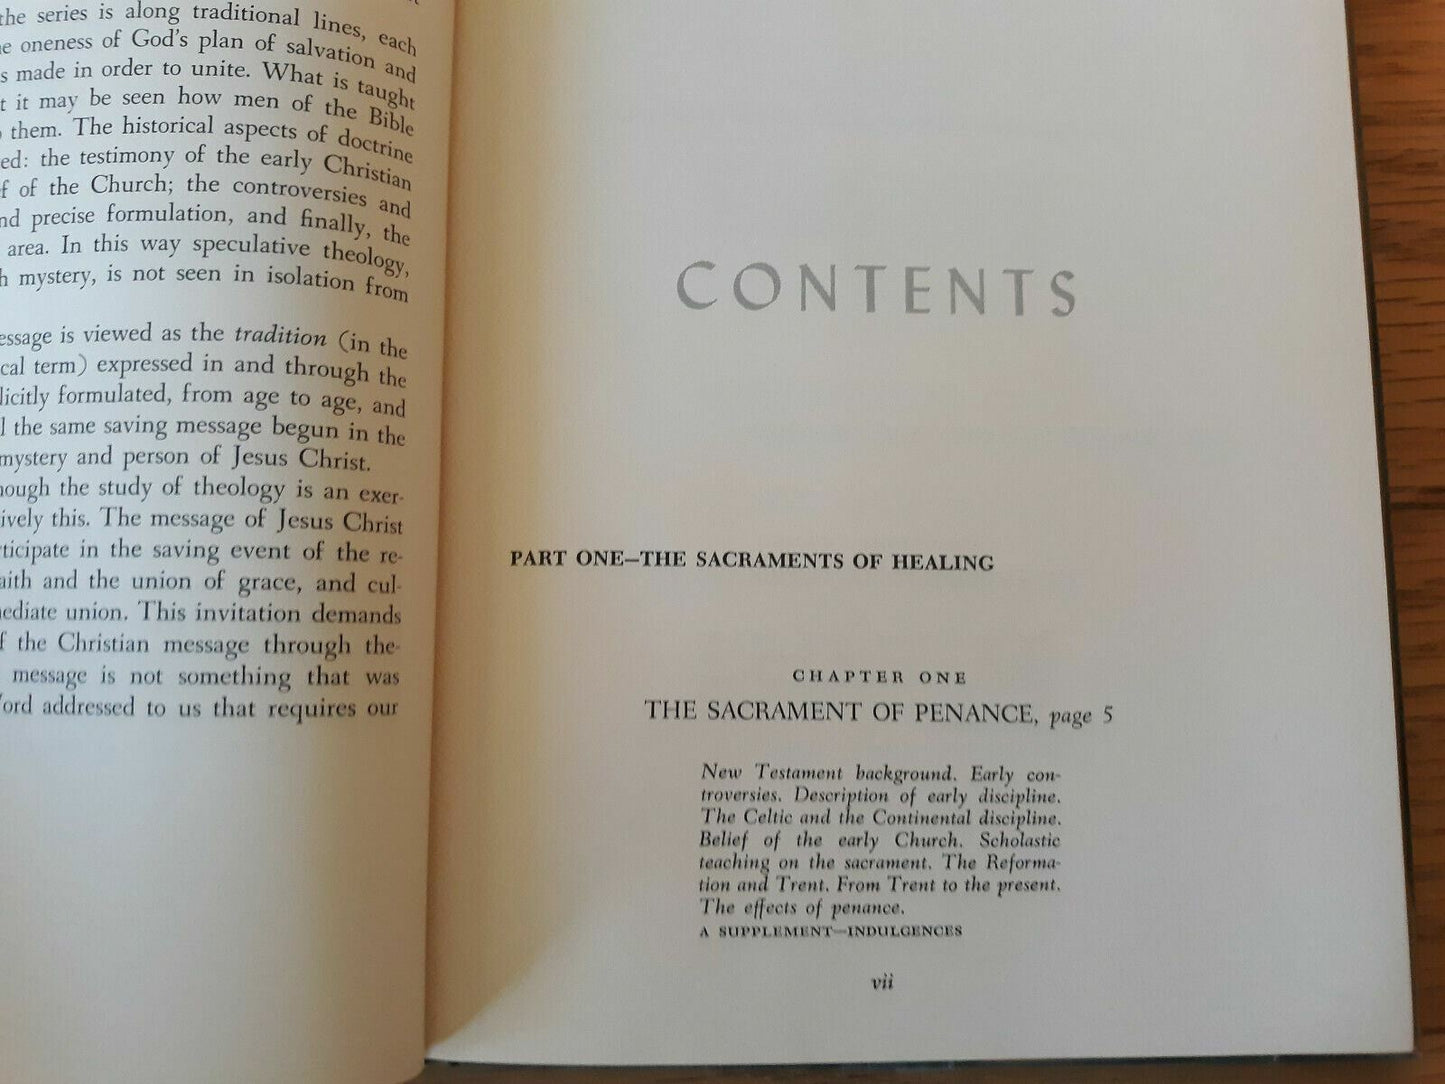 the series is along traditional lines, each
oneness of God's plan of salvation and
made in order to unite. What is taught
it may be seen how men of the Bible
them. The historical aspects of doctrine
ed: the testimony of the early Christian
f of the Church; the controversies and
nd precise formulation, and finally, the
area. In this way speculative theology,
h mystery, is not seen in isolation from
essage is viewed as the tradition (in the
cal term) expressed in and through the
licitly formulated, from age to age, and
l the same saving message begun in the
mystery and person of Jesus Christ.
hough the study of theology is an exer-
ively this. The message of Jesus Christ
ticipate in the saving event of the re-
aith and the union of grace, and cul-
nediate union. This invitation demands
f the Christian message through the-
message is not something that was
ord addressed to us that requires our
CONTENTS
PART ONE—THE SACRAMENTS OF HEALING
CHAPTER ONE
THE SACRAMENT OF PENANCE, page 5
New Testament background. Early con-
troversies. Description of early discipline.
The Celtic and the Continental discipline.
Belief of the early Church. Scholastic
teaching on the sacrament. The Reforma-
tion and Trent. From Trent to the present.
The effects of penance.
A SUPPLEMENT—INDULGENCES
vii